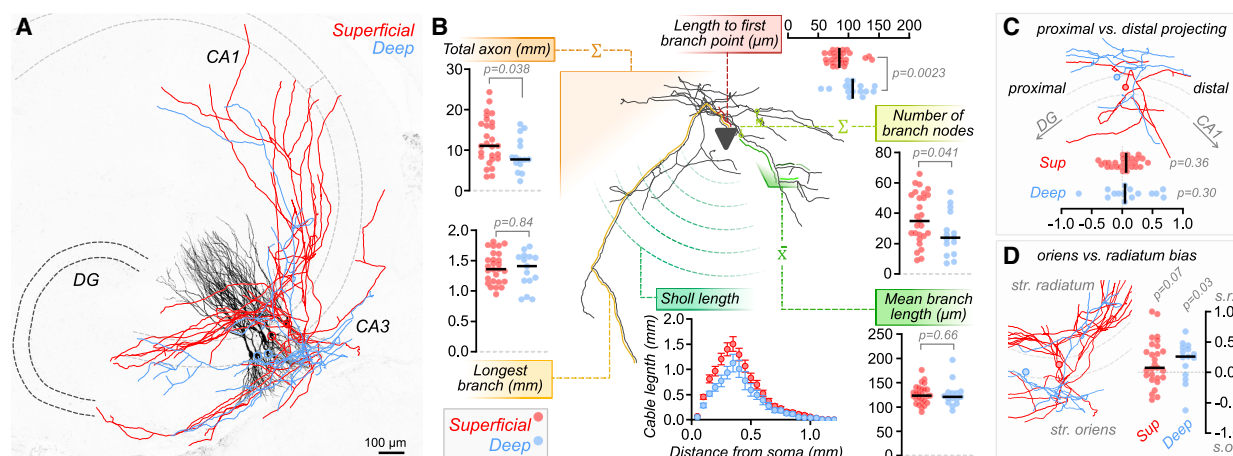 A
Superficial
Deep
CA1
DG
CA3
100 µm
B
Total axon (mm)
Σ
30
20
10
0
p=0.038
2.0
1.5
1.0
0.5
0.0
p=0.84
Longest
branch (mm)
Superficial
Deep
Length to first
branch point (µm)
0 50 100 150 200
p=0.0023
Σ
Number of
branch nodes
80
60
40
20
0
p=0.041
x̄
Sholl length
Cable legnth (mm)
2.0
1.5
1.0
0.5
0.0
0.0 0.5 1.0
Distance from soma (mm)
Mean branch
length (µm)
250
200
150
100
50
0
p=0.66
C
proximal vs. distal projecting
proximal
distal
DG
CA1
Sup
p=0.36
Deep
p=0.30
-1.0 -0.5 0.0 0.5 1.0
D
oriens vs. radiatum bias
str. radiatum
str. oriens
p=0.07
p=0.03
s.r.
1.0
0.5
0.0
-0.5
-1.0
s.o.
Sup
Deep